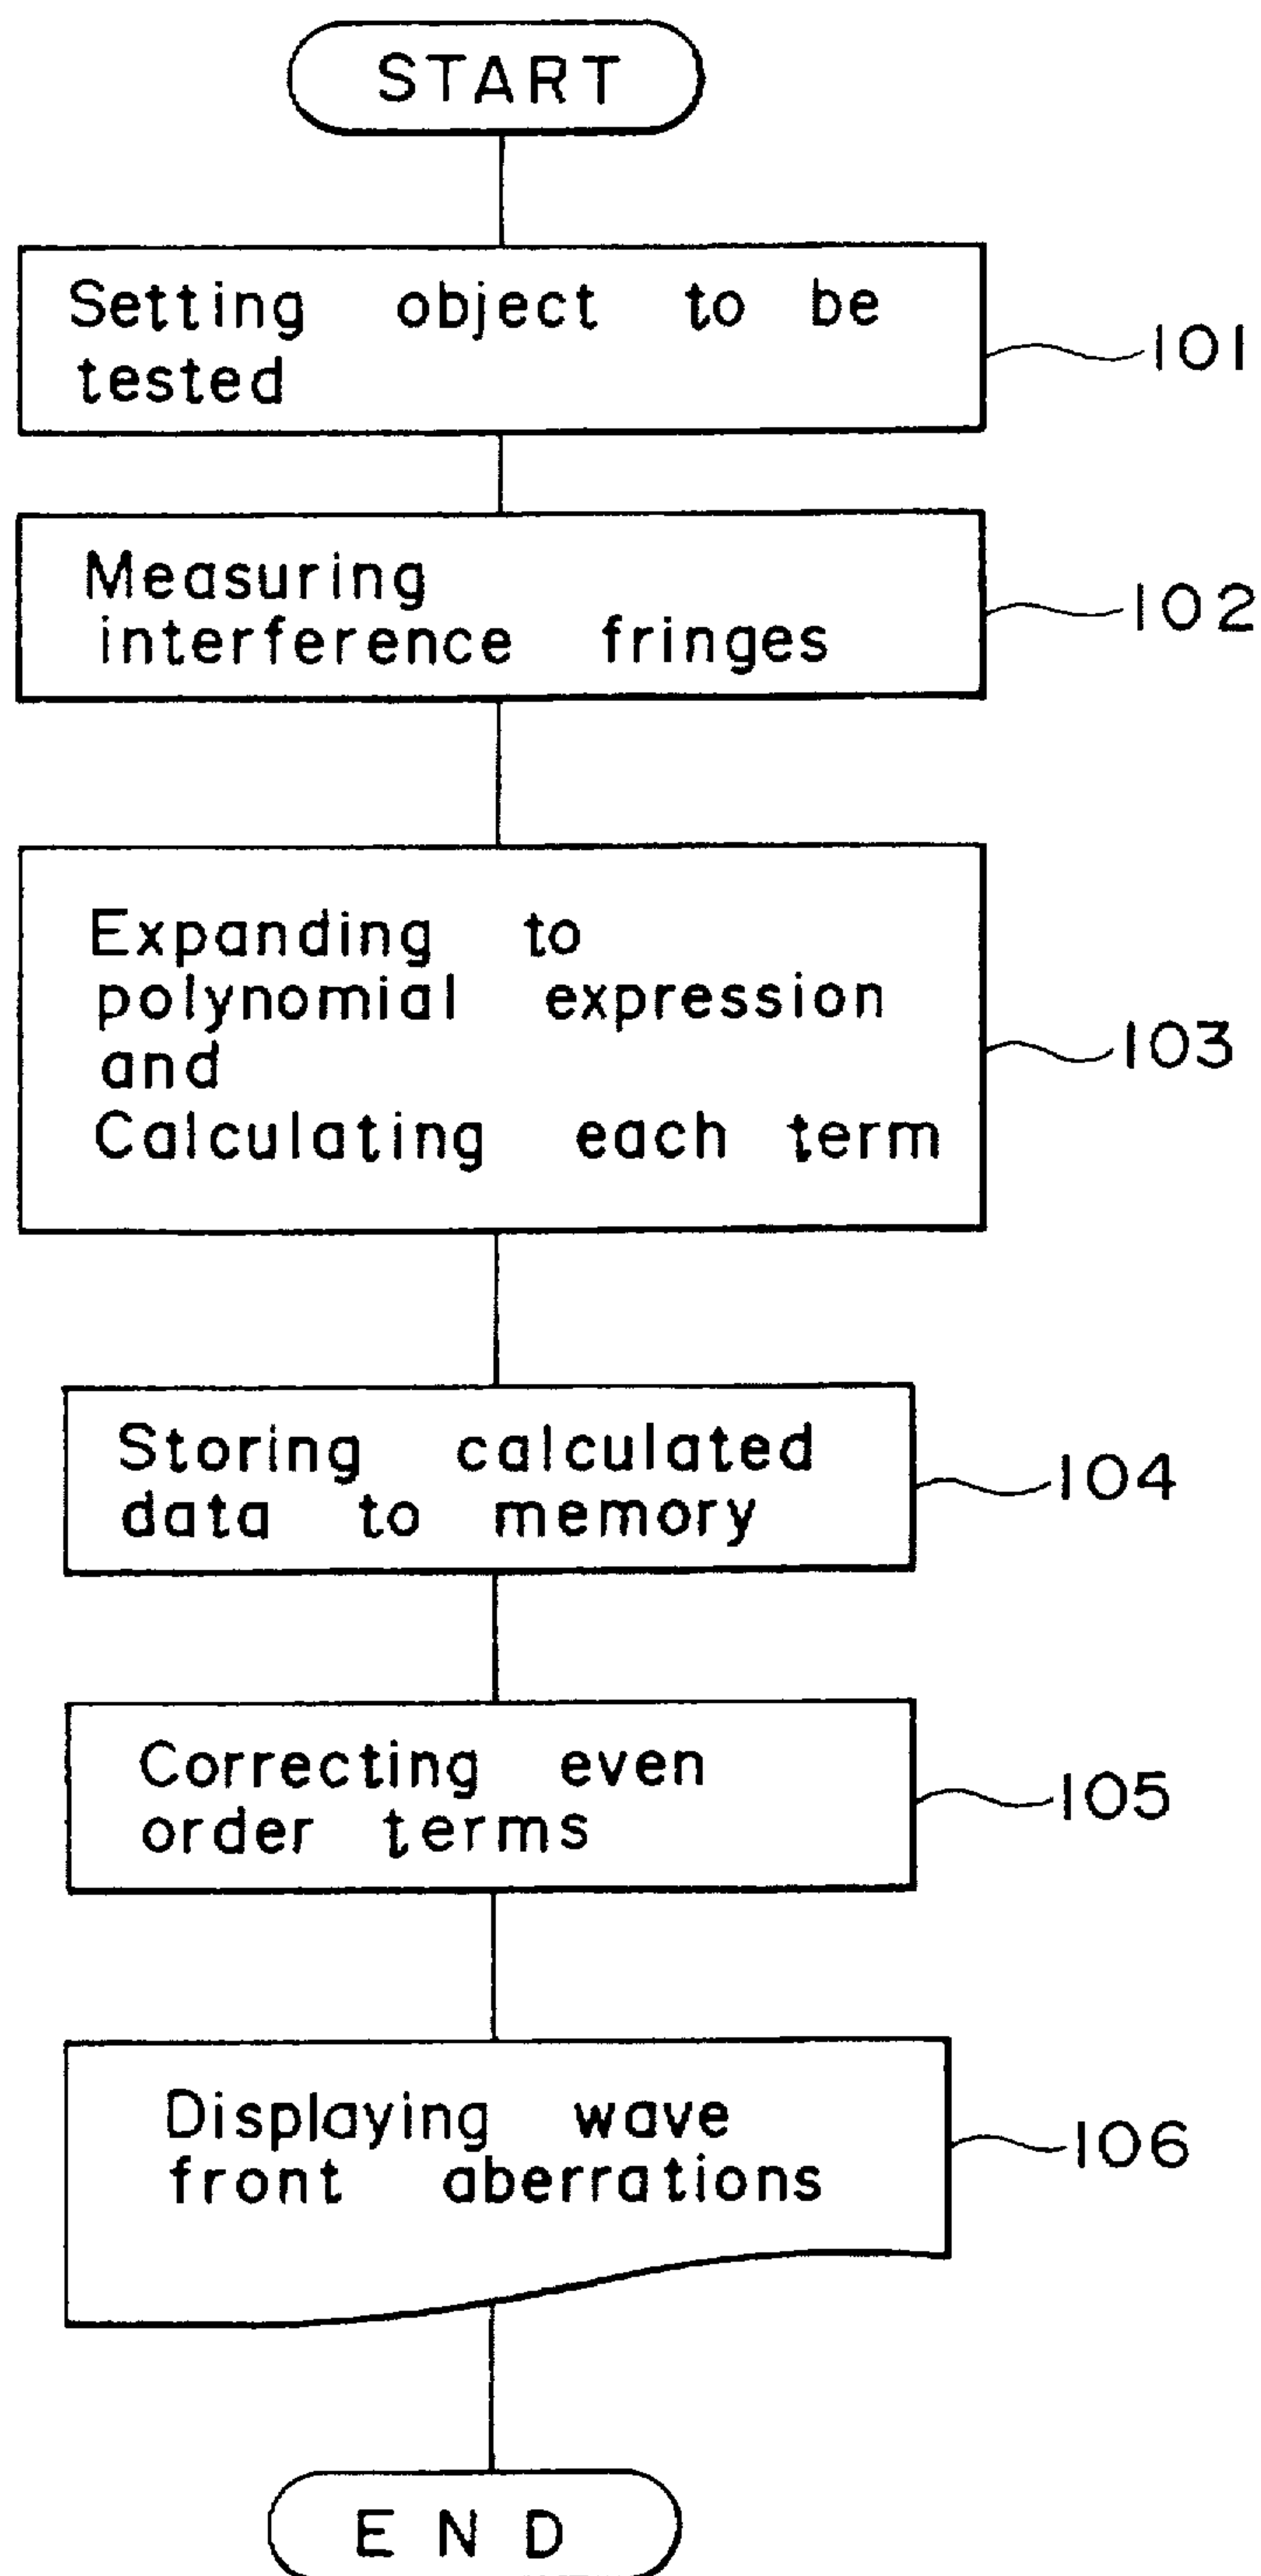 START
Setting object to be
tested
101
Measuring
interference fringes
102
Expanding to
polynomial expression
and
Calculating each term
103
Storing calculated
data to memory
104
Correcting even
order terms
105
Displaying wave
front aberrations
106
END